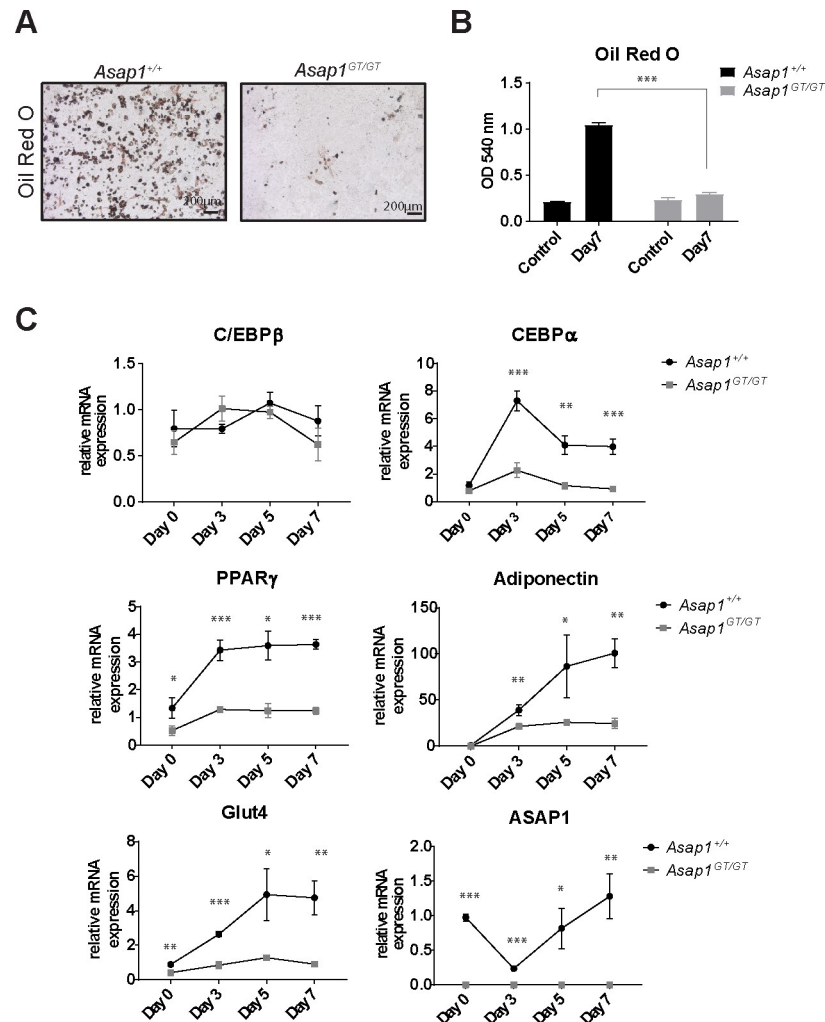 A
Asap1+/+
Asap1GT/GT
Oil Red O
200μm
200μm
B
Oil Red O
Asap1+/+
Asap1GT/GT
***
OD 540 nm
1.5
1.0
0.5
0.0
Control
Day7
Control
Day7
C
C/EBPβ
relative mRNA
expression
1.5
1.0
0.5
0.0
Day 0
Day 3
Day 5
Day 7
CEBPα
relative mRNA
expression
10
8
6
4
2
0
***
**
***
Day 0
Day 3
Day 5
Day 7
Asap1+/+
Asap1GT/GT
PPARγ
relative mRNA
expression
5
4
3
2
1
0
*
***
*
***
Day 0
Day 3
Day 5
Day 7
Adiponectin
relative mRNA
expression
150
100
50
0
**
*
**
Day 0
Day 3
Day 5
Day 7
Asap1+/+
Asap1GT/GT
Glut4
relative mRNA
expression
8
6
4
2
0
**
***
*
**
Day 0
Day 3
Day 5
Day 7
ASAP1
relative mRNA
expression
2.0
1.5
1.0
0.5
0.0
***
***
*
**
Day 0
Day 3
Day 5
Day 7
Asap1+/+
Asap1GT/GT